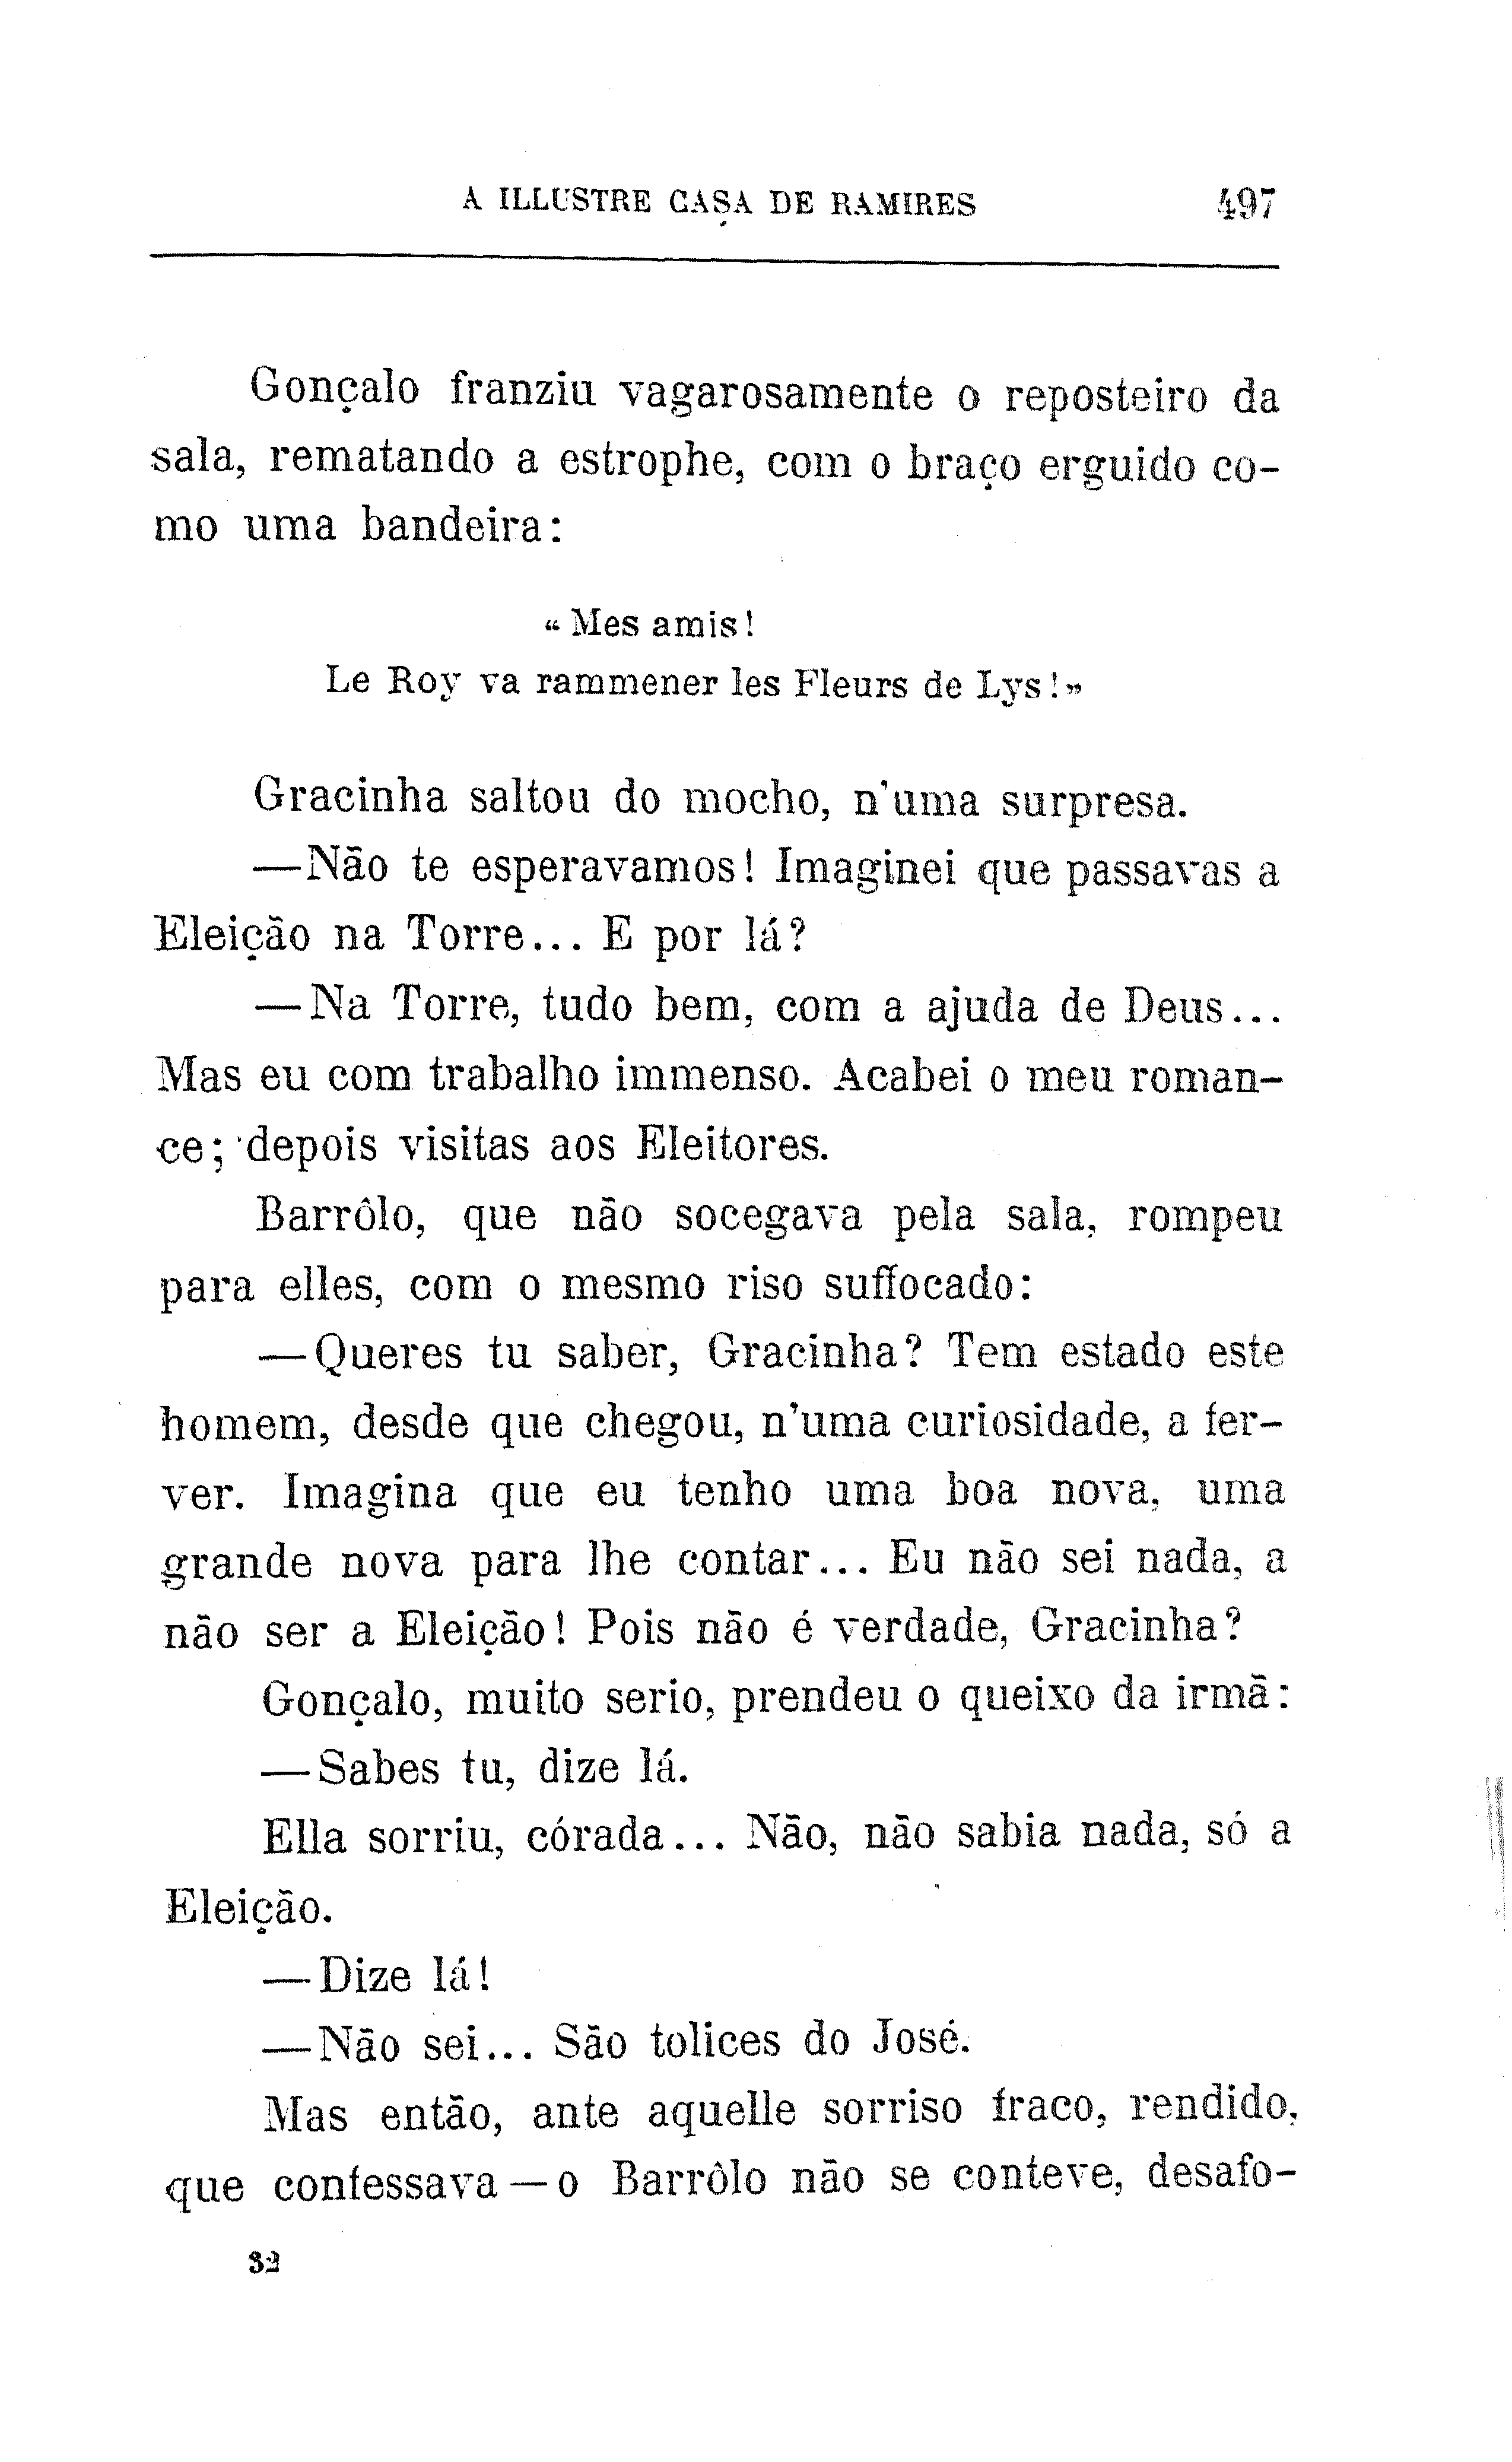 A ILLUSTRE CASA DE RAMIRES 497
Gonçalo franziu vagarosamente o reposteiro da
sala, rematando a estrophe, com o braço erguido co-
mo uma bandeira:
“Mes amis!
Le Roy va rammener les Fleurs de Lys!”
Gracinha saltou do mocho, n'uma surpresa.
—Não te esperavamos! Imaginei que passavas a
Eleição na Torre... E por lá?
—Na Torre, tudo bem, com a ajuda de Deus...
Mas eu com trabalho immenso. Acabei o meu roman-
ce; depois visitas aos Eleitores.
Barrôlo, que não socegava pela sala, rompeu
para elles, com o mesmo riso suffocado:
—Queres tu saber, Gracinha? Tem estado este
homem, desde que chegou, n'uma curiosidade, a fer-
ver. Imagina que eu tenho uma boa nova, uma
grande nova para lhe contar... Eu não sei nada, a
não ser a Eleição! Pois não é verdade, Gracinha?
Gonçalo, muito serio, prendeu o queixo da irmã:
—Sabes tu, dize lá.
Ella sorriu, córada... Não, não sabia nada, só a
Eleição.
—Dize lá!
—Não sei... São tolices do José.
Mas então, ante aquelle sorriso fraco, rendido,
que confessava—o Barrôlo não se conteve, desafo-
32